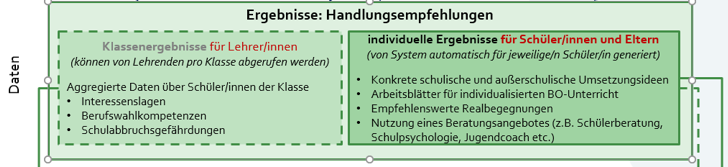 Daten
Ergebnisse: Handlungsempfehlungen
Klassenergebnisse für Lehrer/innen
(können von Lehrenden pro Klasse abgerufen werden)
Aggregierte Daten über Schüler/innen der Klasse
• Interessenslagen
• Berufswahlkompetenzen
• Schulabbruchsgefährdungen
individuelle Ergebnisse für Schüler/innen und Eltern
(von System automatisch für jeweilige/n Schüler/in generiert)
• Konkrete schulische und außerschulische Umsetzungsideen
• Arbeitsblätter für individualisierten BO-Unterricht
• Empfehlenswerte Realbegegnungen
• Nutzung eines Beratungsangebotes (z.B. Schülerberatung,
Schulpsychologie, Jugendcoach etc.)